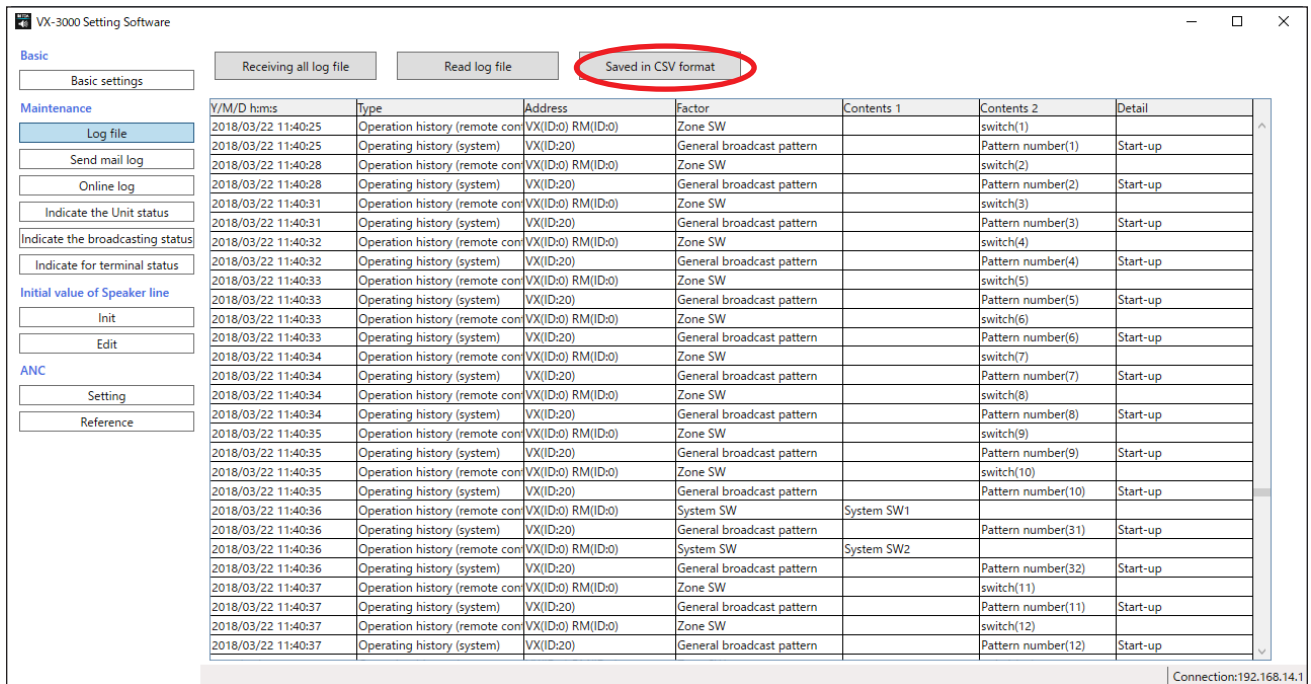 VX-3000 Setting Software
Basic
Basic settings
Maintenance
Log file
Send mail log
Online log
Indicate the Unit status
Indicate the broadcasting status
Indicate for terminal status
Initial value of Speaker line
Init
Edit
ANC
Setting
Reference
Receiving all log file Read log file Saved in CSV format
Y/M/D h:m:s Type Address Factor Contents 1 Contents 2 Detail
2018/03/22 11:40:25 Operation history (remote con VX(ID:0) RM(ID:0) Zone SW switch(1)
2018/03/22 11:40:25 Operating history (system) VX(ID:20) General broadcast pattern Pattern number(1) Start-up
2018/03/22 11:40:28 Operation history (remote con VX(ID:0) RM(ID:0) Zone SW switch(2)
2018/03/22 11:40:28 Operating history (system) VX(ID:20) General broadcast pattern Pattern number(2) Start-up
2018/03/22 11:40:31 Operation history (remote con VX(ID:0) RM(ID:0) Zone SW switch(3)
2018/03/22 11:40:31 Operating history (system) VX(ID:20) General broadcast pattern Pattern number(3) Start-up
2018/03/22 11:40:32 Operation history (remote con VX(ID:0) RM(ID:0) Zone SW switch(4)
2018/03/22 11:40:32 Operating history (system) VX(ID:20) General broadcast pattern Pattern number(4) Start-up
2018/03/22 11:40:33 Operation history (remote con VX(ID:0) RM(ID:0) Zone SW switch(5)
2018/03/22 11:40:33 Operating history (system) VX(ID:20) General broadcast pattern Pattern number(5) Start-up
2018/03/22 11:40:33 Operation history (remote con VX(ID:0) RM(ID:0) Zone SW switch(6)
2018/03/22 11:40:33 Operating history (system) VX(ID:20) General broadcast pattern Pattern number(6) Start-up
2018/03/22 11:40:34 Operation history (remote con VX(ID:0) RM(ID:0) Zone SW switch(7)
2018/03/22 11:40:34 Operating history (system) VX(ID:20) General broadcast pattern Pattern number(7) Start-up
2018/03/22 11:40:34 Operation history (remote con VX(ID:0) RM(ID:0) Zone SW switch(8)
2018/03/22 11:40:34 Operating history (system) VX(ID:20) General broadcast pattern Pattern number(8) Start-up
2018/03/22 11:40:35 Operation history (remote con VX(ID:0) RM(ID:0) Zone SW switch(9)
2018/03/22 11:40:35 Operating history (system) VX(ID:20) General broadcast pattern Pattern number(9) Start-up
2018/03/22 11:40:35 Operation history (remote con VX(ID:0) RM(ID:0) Zone SW switch(10)
2018/03/22 11:40:35 Operating history (system) VX(ID:20) General broadcast pattern Pattern number(10) Start-up
2018/03/22 11:40:36 Operation history (remote con VX(ID:0) RM(ID:0) System SW System SW1
2018/03/22 11:40:36 Operating history (system) VX(ID:20) General broadcast pattern Pattern number(31) Start-up
2018/03/22 11:40:36 Operation history (remote con VX(ID:0) RM(ID:0) System SW System SW2
2018/03/22 11:40:36 Operating history (system) VX(ID:20) General broadcast pattern Pattern number(32) Start-up
2018/03/22 11:40:37 Operation history (remote con VX(ID:0) RM(ID:0) Zone SW switch(11)
2018/03/22 11:40:37 Operating history (system) VX(ID:20) General broadcast pattern Pattern number(11) Start-up
2018/03/22 11:40:37 Operation history (remote con VX(ID:0) RM(ID:0) Zone SW switch(12)
2018/03/22 11:40:37 Operating history (system) VX(ID:20) General broadcast pattern Pattern number(12) Start-up
Connection:192.168.14.1